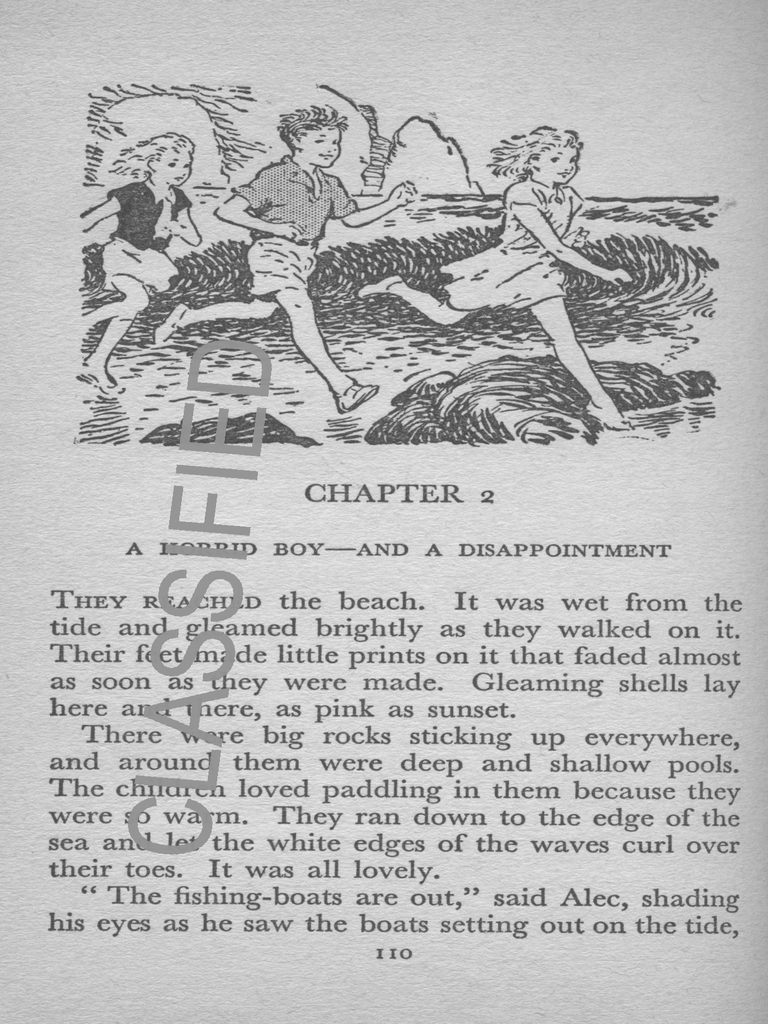 CHAPTER 2
A HORRID BOY—AND A DISAPPOINTMENT
THEY REACHED the beach. It was wet from the
tide and gleamed brightly as they walked on it.
Their feet made little prints on it that faded almost
as soon as they were made. Gleaming shells lay
here and there, as pink as sunset.
There were big rocks sticking up everywhere,
and around them were deep and shallow pools.
The children loved paddling in them because they
were so warm. They ran down to the edge of the
sea and let the white edges of the waves curl over
their toes. It was all lovely.
“ The fishing-boats are out,” said Alec, shading
his eyes as he saw the boats setting out on the tide,
110
CLASSIFIED